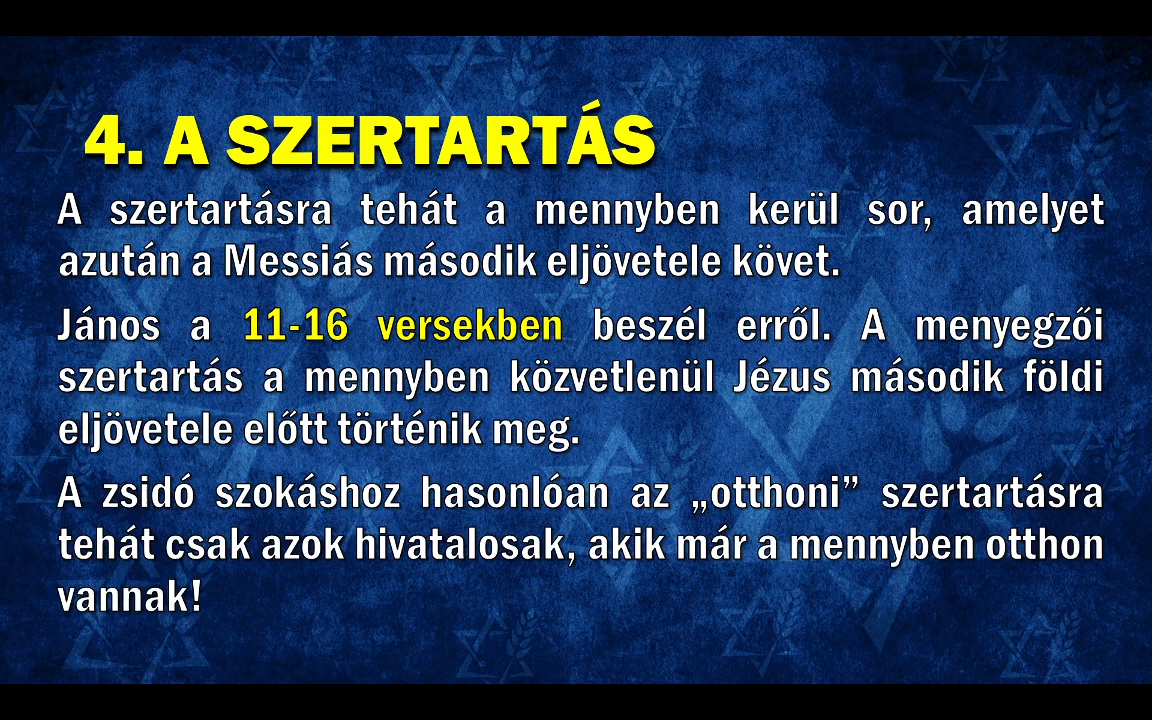 4. A SZERTARTÁS
A szertartásra tehát a mennyben kerül sor, amelyet
azután a Messiás második eljövetele követ.
János a 11-16 versekben beszél erről. A menyegzői
szertartás a mennyben közvetlenül Jézus második földi
eljövetele előtt történik meg.
A zsidó szokáshoz hasonlóan az „otthoni” szertartásra
tehát csak azok hivatalosak, akik már a mennyben otthon
vannak!